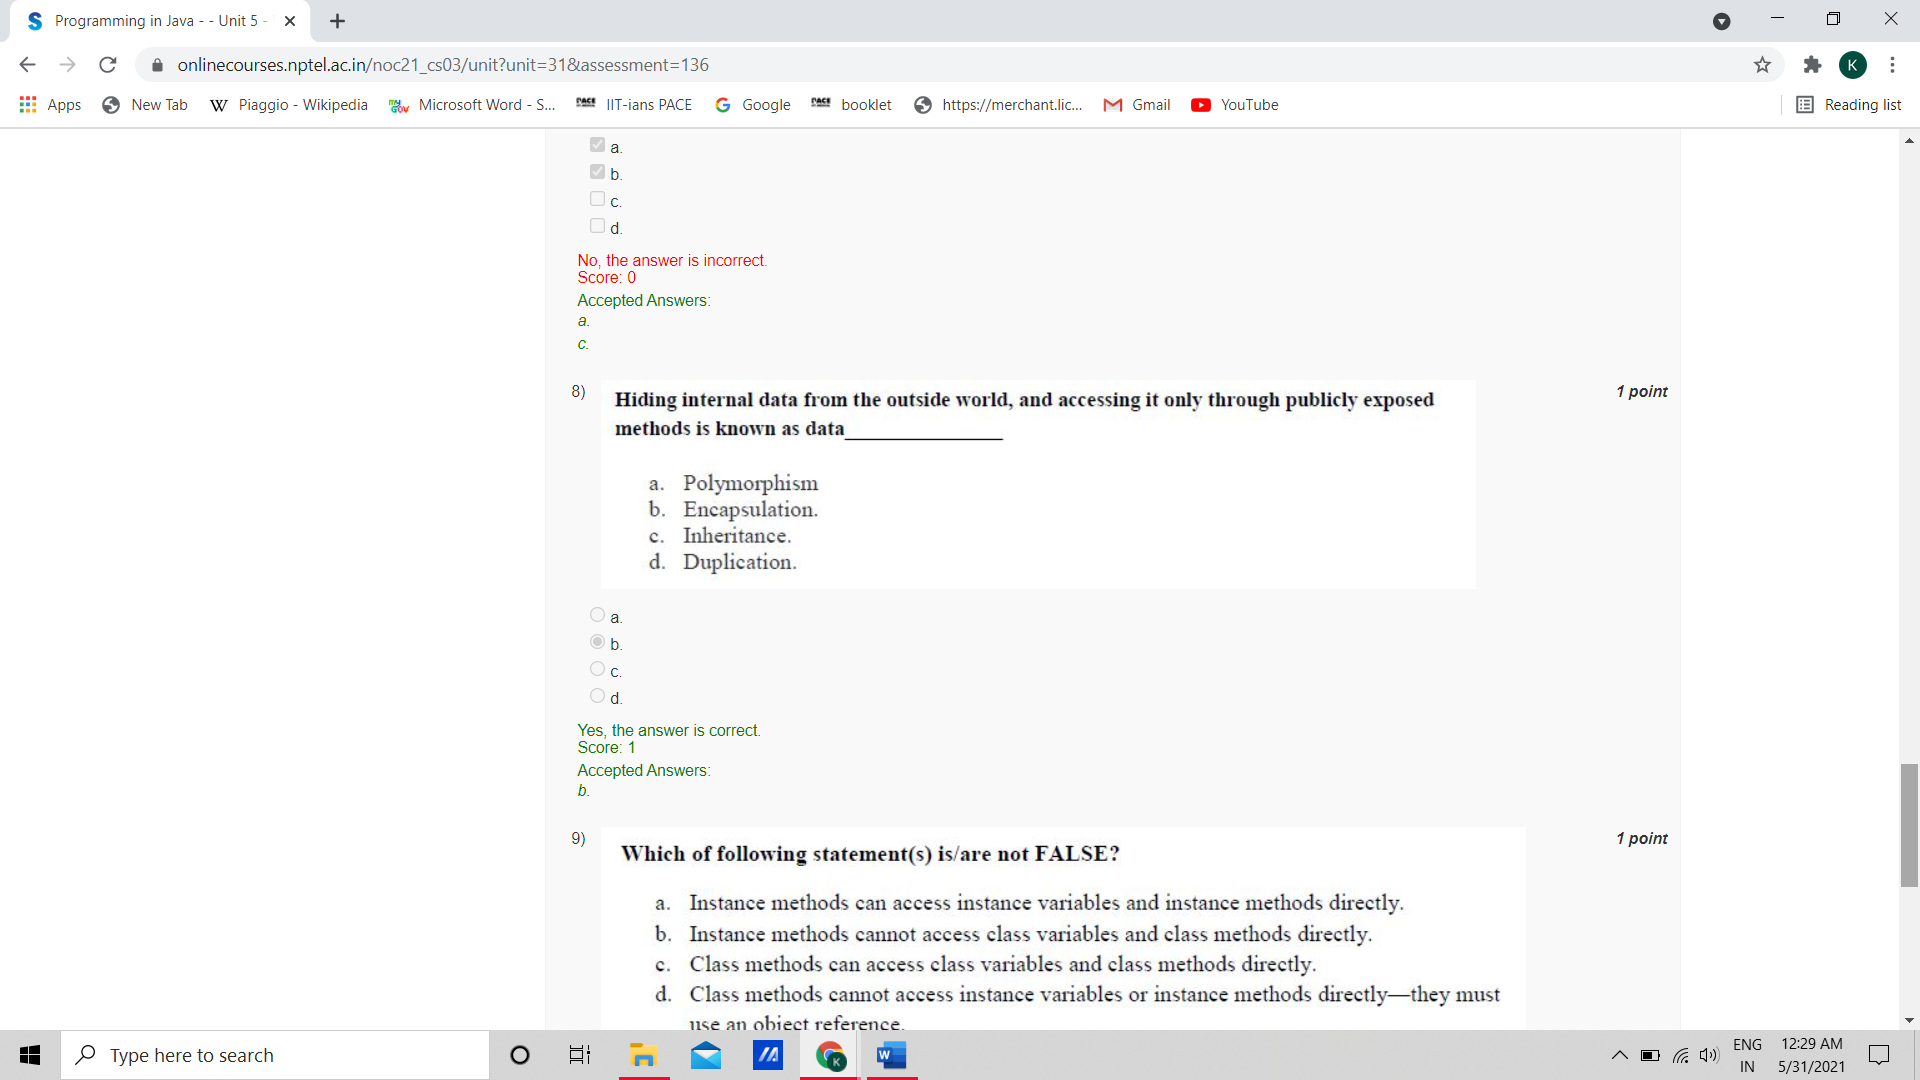 Programming in Java - - Unit 5 -
onlinecourses.nptel.ac.in/noc21_cs03/unit?unit=31&assessment=136
K
Apps
New Tab
W Piaggio - Wikipedia
Microsoft Word - S...
PACE IIT-ians PACE
Google
PACE booklet
https://merchant.lic...
Gmail
YouTube
Reading list
a.
b.
c.
d.
No, the answer is incorrect.
Score: 0
Accepted Answers:
a.
c.
8)
1 point
Hiding internal data from the outside world, and accessing it only through publicly exposed
methods is known as data_______________
a. Polymorphism
b. Encapsulation.
c. Inheritance.
d. Duplication.
a.
b.
c.
d.
Yes, the answer is correct.
Score: 1
Accepted Answers:
b.
9)
1 point
Which of following statement(s) is/are not FALSE?
a. Instance methods can access instance variables and instance methods directly.
b. Instance methods cannot access class variables and class methods directly.
c. Class methods can access class variables and class methods directly.
d. Class methods cannot access instance variables or instance methods directly—they must
use an object reference.
Type here to search
K
W
ENG
IN
12:29 AM
5/31/2021